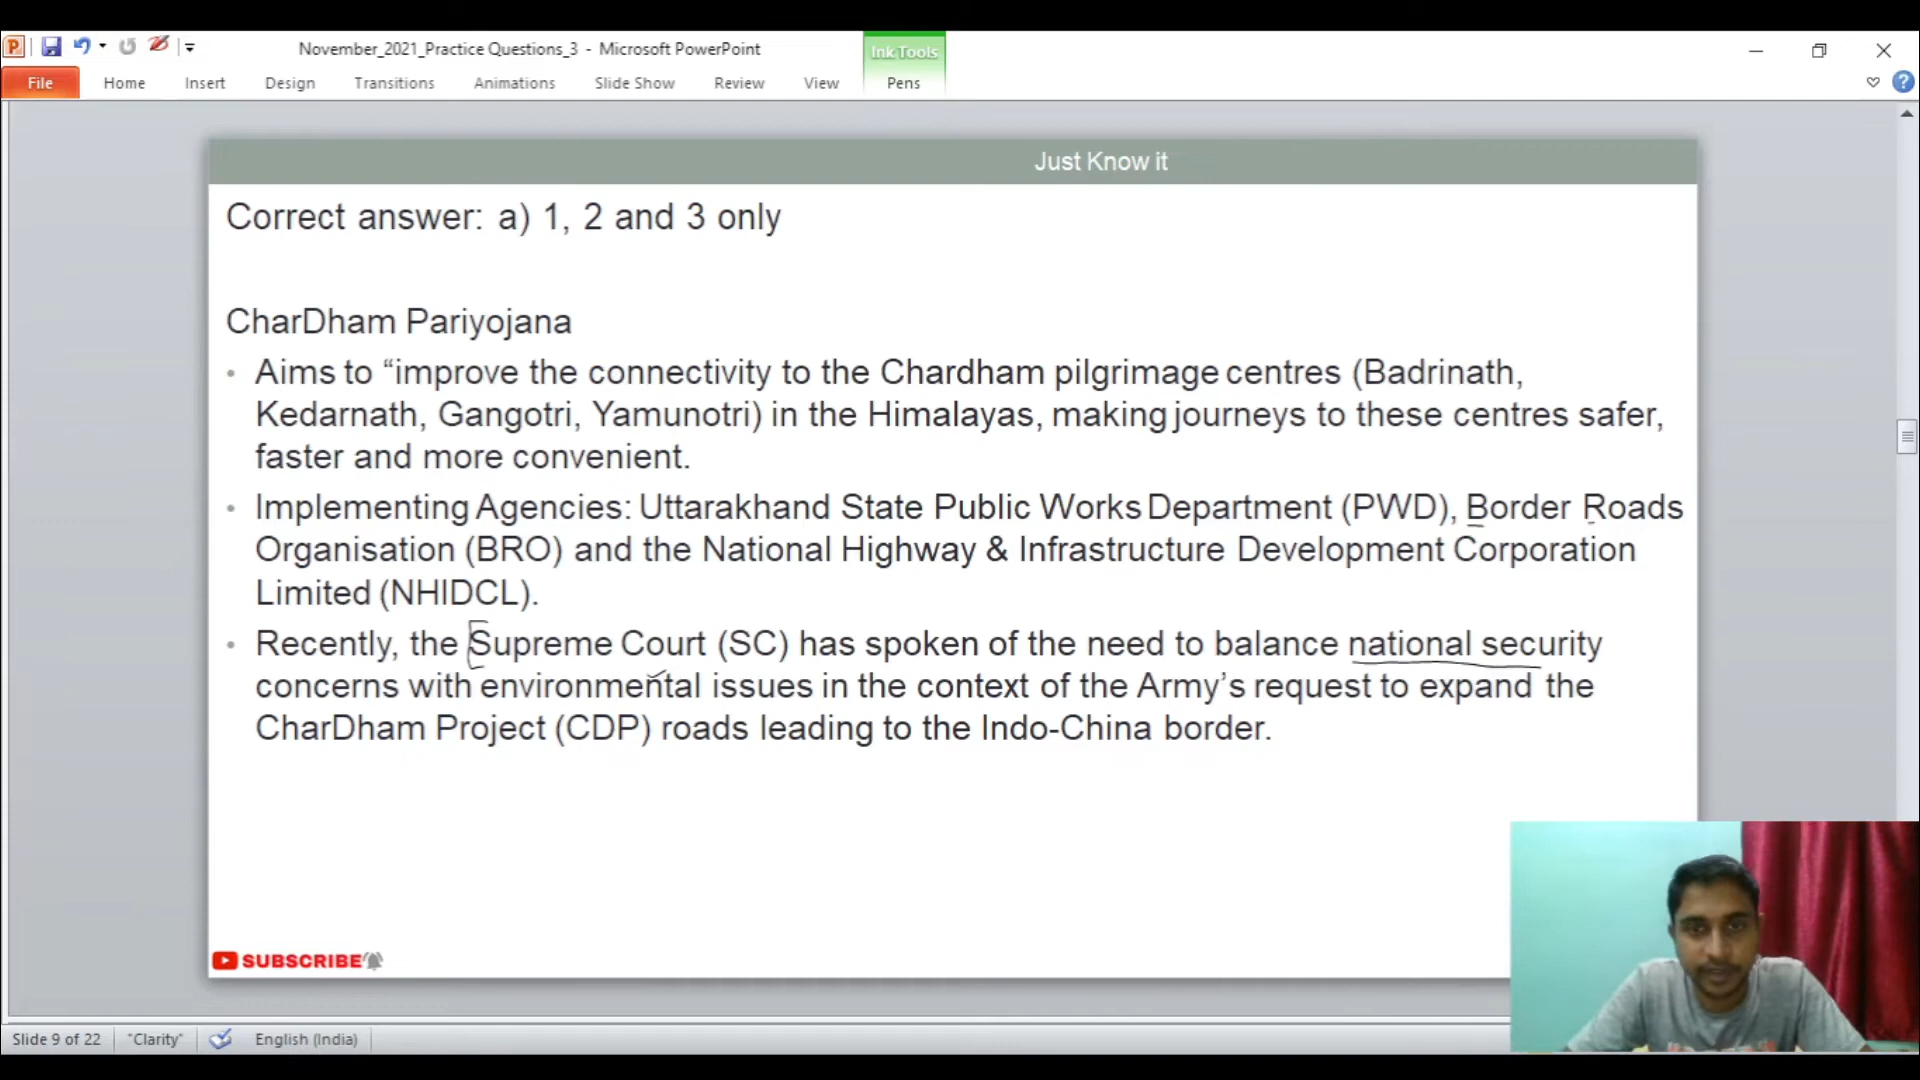 November_2021_Practice Questions_3 - Microsoft PowerPoint
Ink Tools
File Home Insert Design Transitions Animations Slide Show Review View Pens
Just Know it
Correct answer: a) 1, 2 and 3 only
CharDham Pariyojana
• Aims to “improve the connectivity to the Chardham pilgrimage centres (Badrinath,
Kedarnath, Gangotri, Yamunotri) in the Himalayas, making journeys to these centres safer,
faster and more convenient.
• Implementing Agencies: Uttarakhand State Public Works Department (PWD), Border Roads
Organisation (BRO) and the National Highway & Infrastructure Development Corporation
Limited (NHIDCL).
• Recently, the Supreme Court (SC) has spoken of the need to balance national security
concerns with environmental issues in the context of the Army’s request to expand the
CharDham Project (CDP) roads leading to the Indo-China border.
SUBSCRIBE
Slide 9 of 22 "Clarity" English (India)